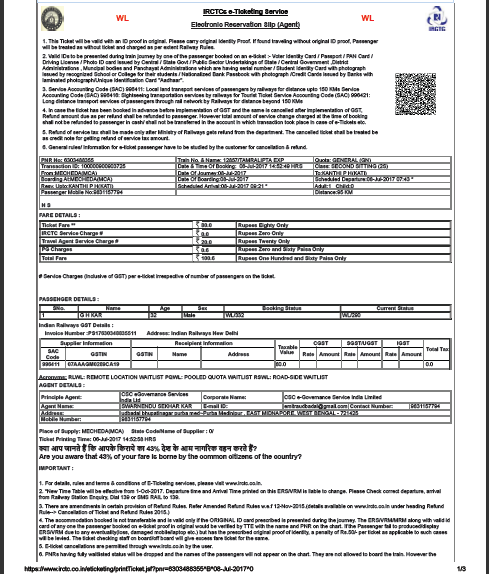 IRCTCs e-Ticketing Service
WL
WL
Electronic Reservation Slip (Agent)
IRCTC
1. This Ticket will be valid with an ID proof in original. Please carry original identity Proof. If found traveling without original ID proof, Passenger
will be treated as without ticket and charged as per extent Railway Rules.
2. Valid IDs to be presented during train journey by one of the passenger booked on an e-ticket :- Voter Identity Card / Passport / PAN Card /
Driving License / Photo ID card issued by Central / State Govt / Public Sector Undertakings of State / Central Government ,District
Administrations , Muncipal bodies and Panchayat Administrations which are having serial number / Student Identity Card with photograph
issued by recognized School or College for their students / Nationalized Bank Passbook with photograph /Credit Cards issued by Banks with
laminated photograph/Unique Identification Card "Aadhaar".
3. Service Accounting Code (SAC) 996411: Local land transport services of passengers by railways for distance upto 150 KMs Service
Accounting Code (SAC) 996416: Sightseeing transportation services by railways for Tourist Ticket Service Accounting Code (SAC) 996421:
Long distance transport services of passengers through rail network by Railways for distance beyond 150 KMs
4. In case the ticket has been booked in advance before implementation of GST and the same is cancelled after implementation of GST,
Refund amount due as per refund shall be refunded to passenger. However total amount of service charge charged at the time of booking
shall not be refunded to passenger in cash/ shall not be transferred in the account in which transaction took place in case of e-Tickets etc.
5. Refund of service tax shall be made only after Ministry of Railways gets refund from the department. The cancelled ticket shall be treated be
as credit note for getting refund of service tax amount.
6. General rules/ Information for e-ticket passenger have to be studied by the customer for cancellation & refund.
PNR No: 8303488355 Train No. & Name: 12857/TAMRALIPTA EXP Quota: GENERAL (GN)
Transaction ID: 100000900903725 Date & Time Of Booking: 06-Jul-2017 14:52:49 HRS Class: SECOND SITTING (2S)
From:MECHEDA(MCA) Date Of Journey:08-Jul-2017 To:KANTHI P H(KATI)
Boarding At:MECHEDA(MCA) Date Of Boarding:08-Jul-2017 Scheduled Departure:08-Jul-2017 07:43 *
Resv. Upto:KANTHI P H(KATI) Scheduled Arrival:08-Jul-2017 09:21 * Adult:1 Child:0
Passenger Mobile No:9831157794 Distance:95 KM
H S
FARE DETAILS :
Ticket Fare ** ₹ 80.0 Rupees Eighty Only
IRCTC Service Charge # ₹ 0.0 Rupees Zero Only
Travel Agent Service Charge # ₹ 20.0 Rupees Twenty Only
PG Charges ₹ 0.6 Rupees Zero and Sixty Paisa Only
Total Fare ₹ 100.6 Rupees One Hundred and Sixty Paisa Only
# Service Charges (Inclusive of GST) per e-ticket irrespective of number of passengers on the ticket.
PASSENGER DETAILS :
SNo. Name Age Sex Booking Status Current Status
1 G H KAR 32 Male WL/332 WL/290
Indian Railways GST Details :
Invoice Number :PS17830348835511 Address: Indian Railways New Delhi
Supplier Information Receipient Information Taxable Value CGST SGST/UGST IGST Total Tax
SAC Code GSTIN GSTIN Name Address Rate Amount Rate Amount Rate Amount
996411 07AAAGM0289CA19 80.0 0.0
Acronyms: RLWL: REMOTE LOCATION WAITLIST PQWL: POOLED QUOTA WAITLIST RSWL: ROAD-SIDE WAITLIST
AGENT DETAILS :
Principle Agent: CSC eGovernance Services India Ltd Corporate Name: CSC e-Governance Service India Limited
Agent Name: SWARNENDU SEKHAR KAR E-mail ID: Contact Number: 9831157794
Address:
Mobile Number: 9831157794
Place of Supply: MECHEDA(MCA) State Code/Name of Supplier : 0/
Ticket Printing Time: 06-Jul-2017 14:52:58 HRS
क्या आप जानते हैं कि आपके किराये का 43% देश के आम नागरिक वहन करते हैं?
Are you aware that 43% of your fare is borne by the common citizens of the country?
IMPORTANT :
1. For details, rules and terms & conditions of E-Ticketing services, please visit www.irctc.co.in.
2. *New Time Table will be effective from 1-Oct-2017. Departure time and Arrival Time printed on this ERS/VRM is liable to change. Please Check correct departure, arrival
from Railway Station Enquiry, Dial 139 or SMS RAIL to 139.
3. There are amendments in certain provision of Refund Rules. Refer Amended Refund Rules w.e.f 12-Nov-2015.(details available on www.irctc.co.in under heading Refund
Rule--> Cancellation of Ticket and Refund Rules 2015.)
4. The accommodation booked is not transferable and is valid only if the ORIGINAL ID card prescribed is presented during the journey. The ERS/VRM/MRM along with valid id
card of any one the passenger booked on e-ticket proof in original would be verified by TTE with the name and PNR on the chart. If the Passenger fail to produce/display
ERS/VRM due to any eventuality(loss, damaged mobile/laptop etc.) but has the prescribed original proof of identity, a penalty of Rs.50/- per ticket as applicable to such cases
will be levied. The ticket checking staff on board/off board will give excess fare ticket for the same.
5. E-ticket cancellations are permitted through www.irctc.co.in by the user.
6. PNRs having fully waitlisted status will be dropped and the names of the passengers will not appear on the chart. They are not allowed to board the train. However the
https://www.irctc.co.in/eticketing/printTicket.jsf?pnr=8303488355*B*08-Jul-2017*0 1/3